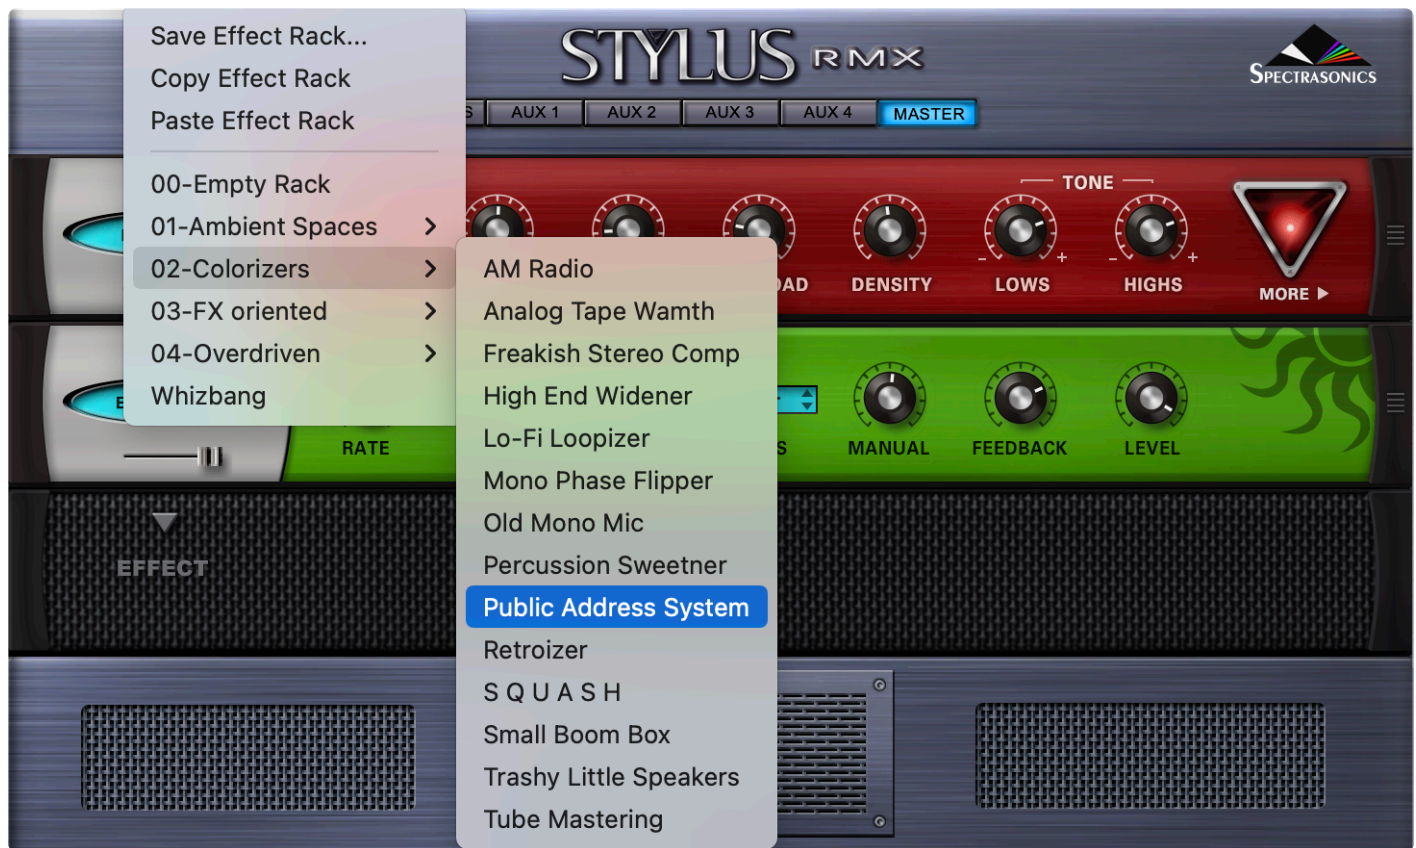 Save Effect Rack...
Copy Effect Rack
Paste Effect Rack
00-Empty Rack
01-Ambient Spaces
02-Colorizers
03-FX oriented
04-Overdriven
Whizbang
AM Radio
Analog Tape Wamth
Freakish Stereo Comp
High End Widener
Lo-Fi Loopizer
Mono Phase Flipper
Old Mono Mic
Percussion Sweetner
Public Address System
Retroizer
S Q U A S H
Small Boom Box
Trashy Little Speakers
Tube Mastering
STYLUS RMX
SPECTRASONICS
AUX 1 AUX 2 AUX 3 AUX 4 MASTER
TONE
DENSITY LOWS HIGHS
- + - +
MORE
RATE MANUAL FEEDBACK LEVEL
EFFECT